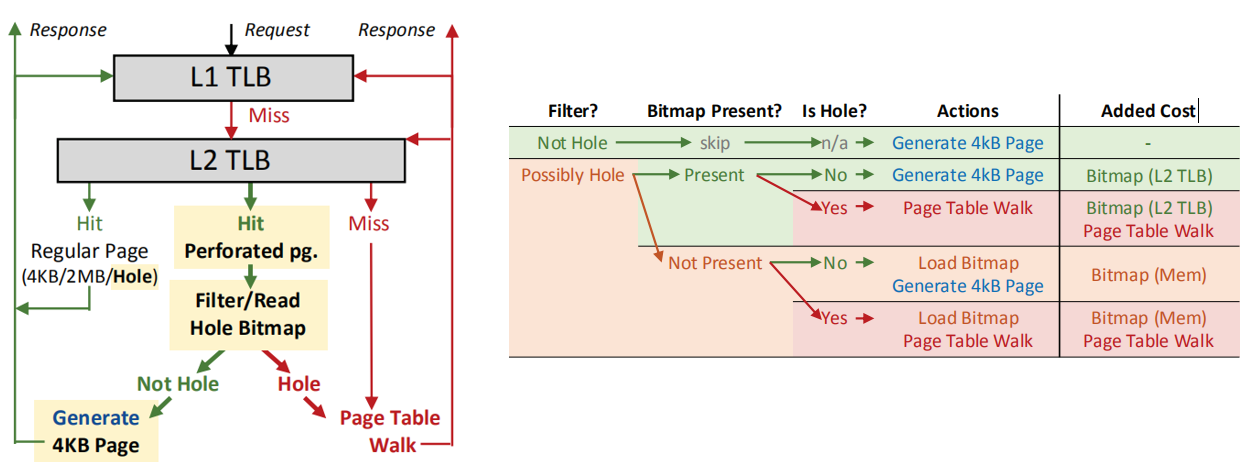 Response
Request
Response
L1 TLB
Miss
L2 TLB
Hit
Regular Page
(4KB/2MB/Hole)
Hit
Perforated pg.
Miss
Filter/Read
Hole Bitmap
Not Hole
Hole
Generate
4KB Page
Page Table
Walk
Filter? Bitmap Present? Is Hole? Actions Added Cost
Not Hole skip n/a Generate 4kB Page -
Possibly Hole Present No Generate 4kB Page Bitmap (L2 TLB)
Yes Page Table Walk Bitmap (L2 TLB)
Page Table Walk
Not Present No Load Bitmap
Generate 4kB Page
Bitmap (Mem)
Yes Load Bitmap Bitmap (Mem)
Page Table Walk Page Table Walk